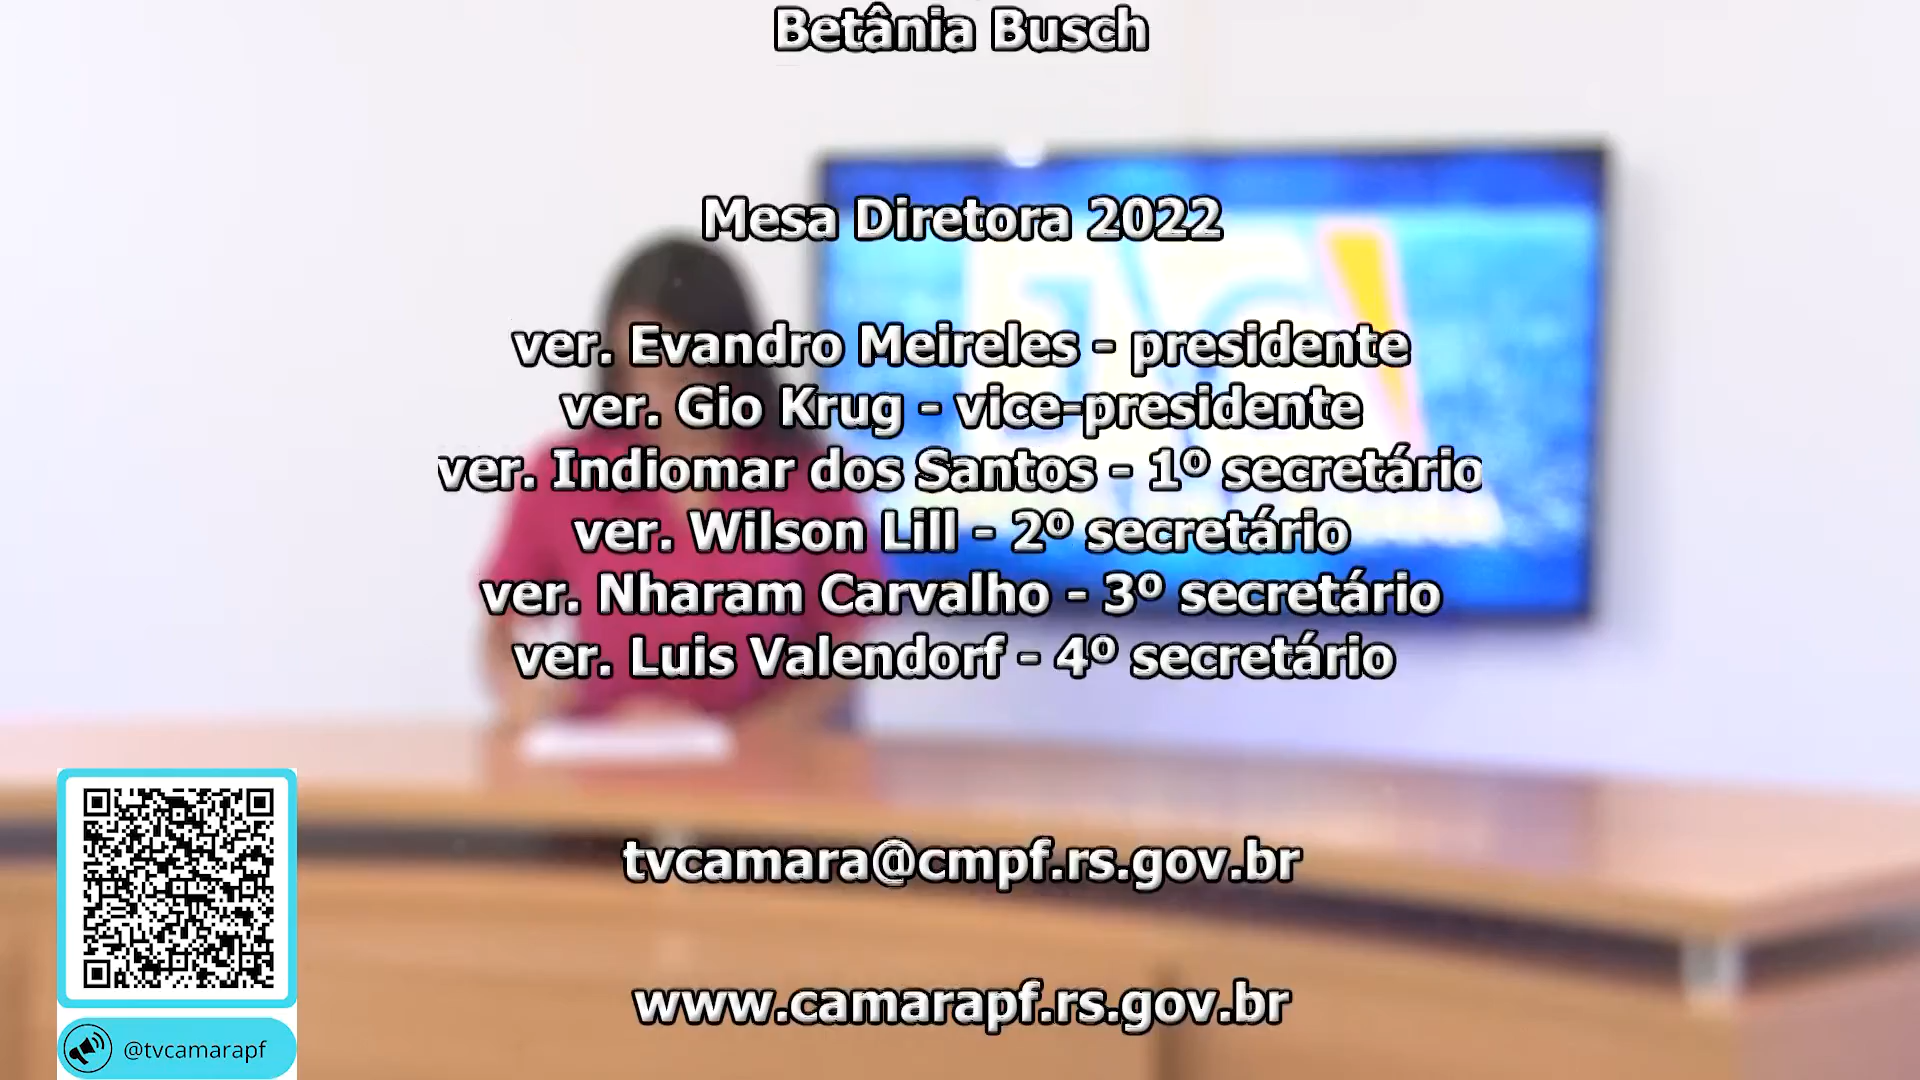 Betânia Busch
Mesa Diretora 2022
ver. Evandro Meireles - presidente
ver. Gio Krug - vice-presidente
ver. Indiomar dos Santos - 1º secretário
ver. Wilson Lill - 2º secretário
ver. Nharam Carvalho - 3º secretário
ver. Luis Valendorf - 4º secretário
tvcamara@cmpf.rs.gov.br
www.camarapf.rs.gov.br
@tvcamarapf